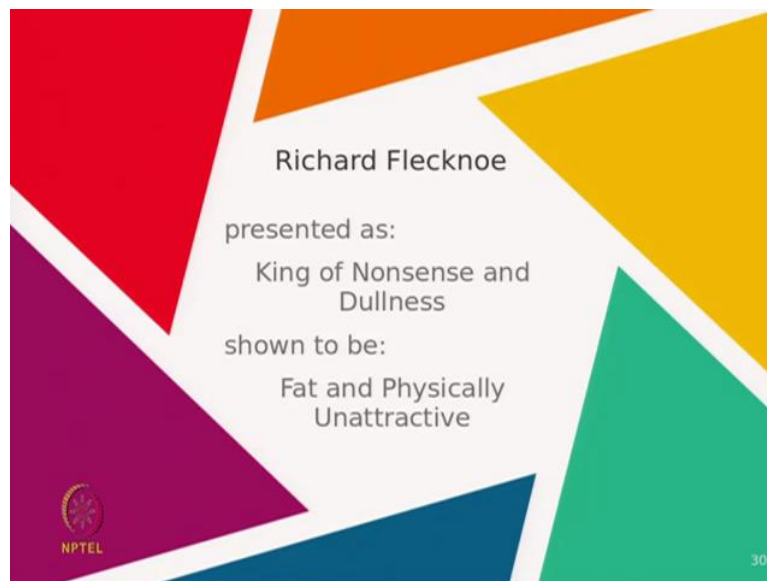 Richard Flecknoe
presented as:
King of Nonsense and
Dullness
shown to be:
Fat and Physically
Unattractive
NPTEL
30